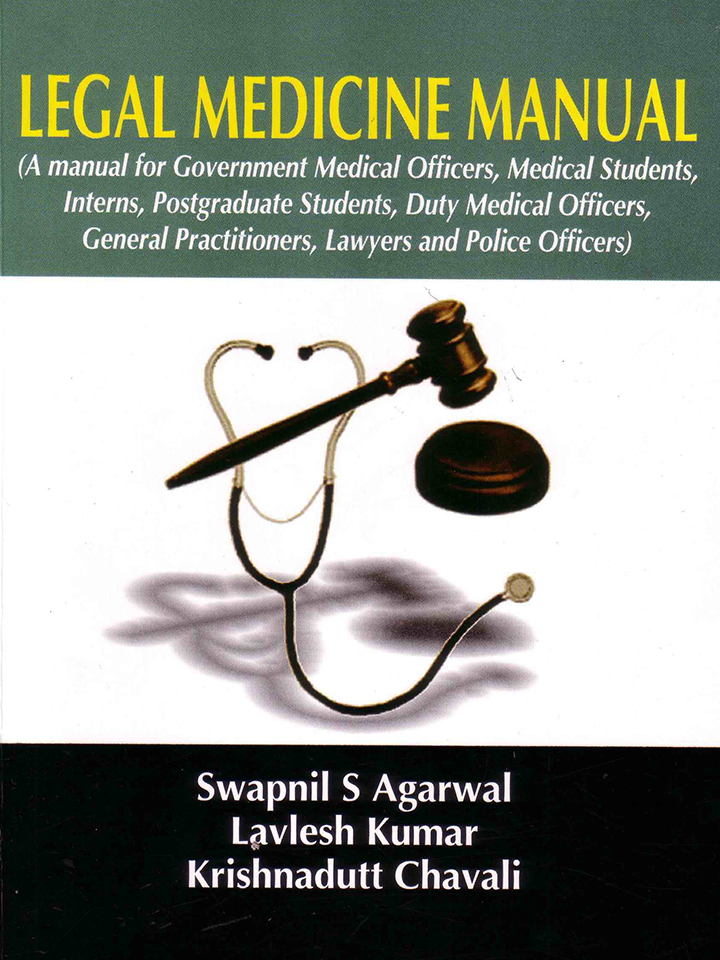 LEGAL MEDICINE MANUAL
(A manual for Government Medical Officers, Medical Students,
Interns, Postgraduate Students, Duty Medical Officers,
General Practitioners, Lawyers and Police Officers)
Swapnil S Agarwal
Lavlesh Kumar
Krishnadutt Chavali